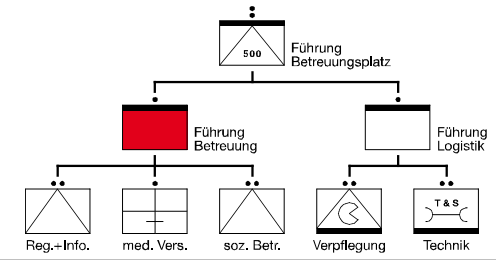 500
Führung
Betreuungsplatz
Führung
Betreuung
Führung
Logistik
T & S
Reg.+Info.
med. Vers.
soz. Betr.
Verpflegung
Technik